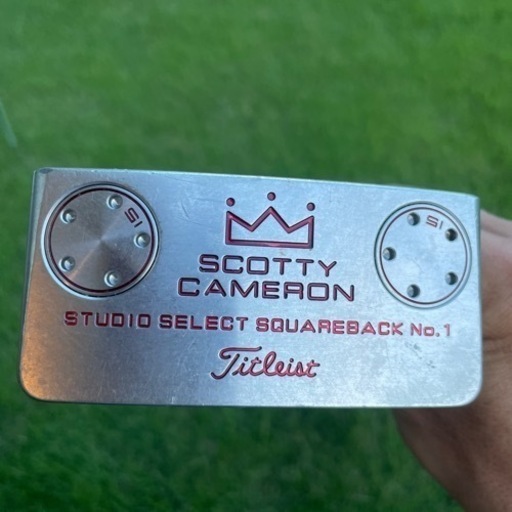 SCOTTY
CAMERON
STUDIO SELECT SQUAREBACK No.1
Titleist